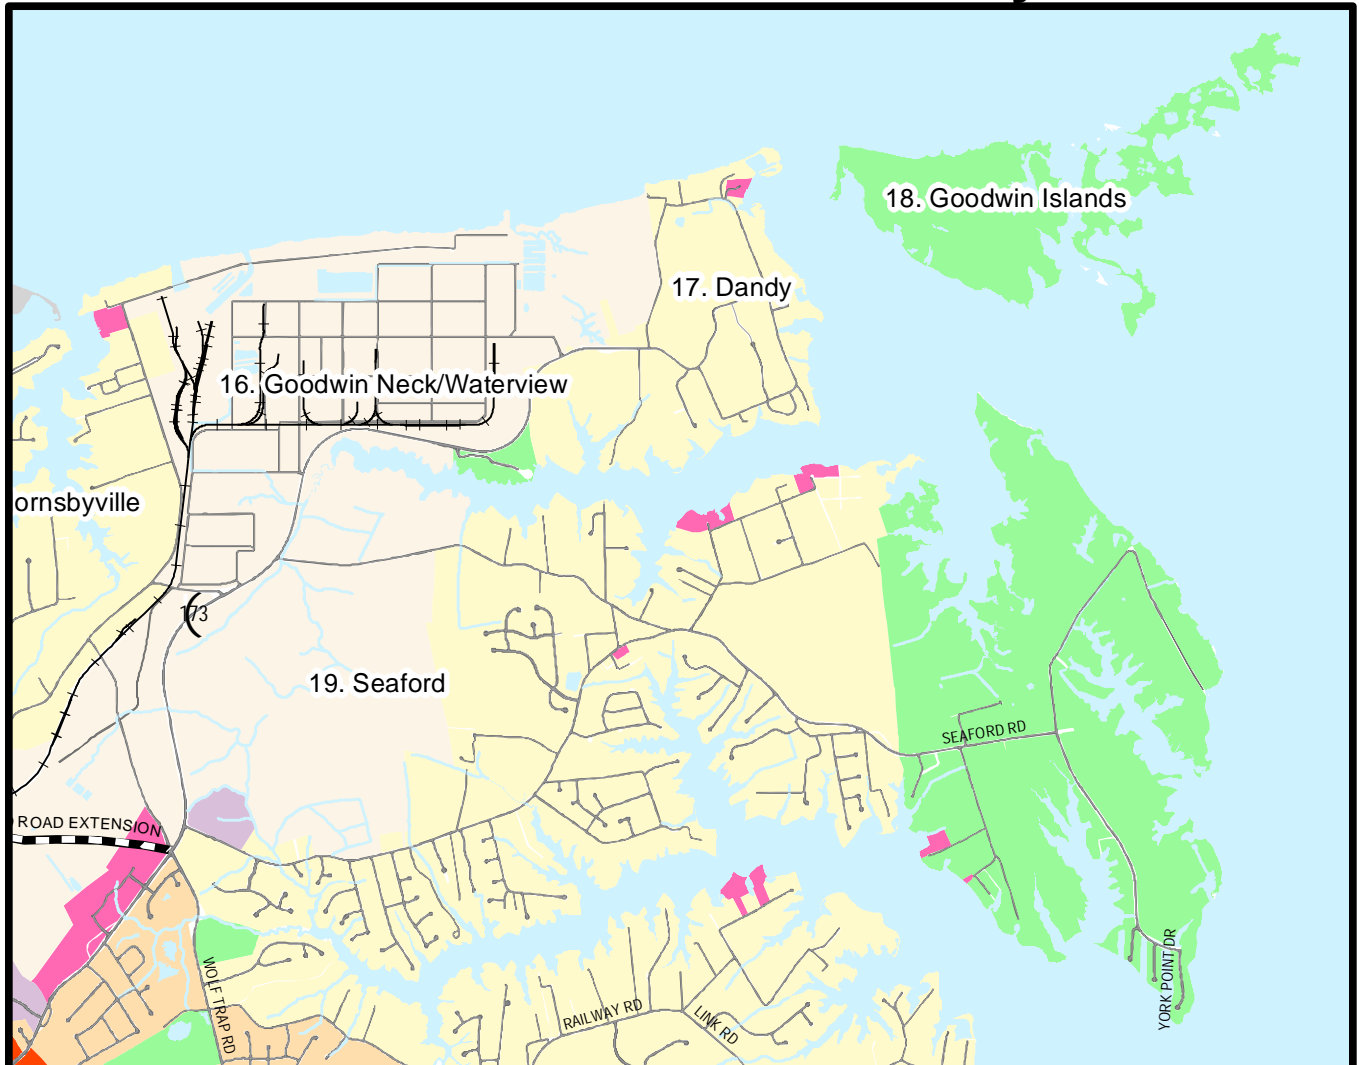 18. Goodwin Islands
17. Dandy
16. Goodwin Neck/Waterview
ornsbyville
173
19. Seaford
SEAFORD RD
ROAD EXTENSION
YORK POINT DR
WOLF TRAP RD
RAILWAY RD
LINK RD